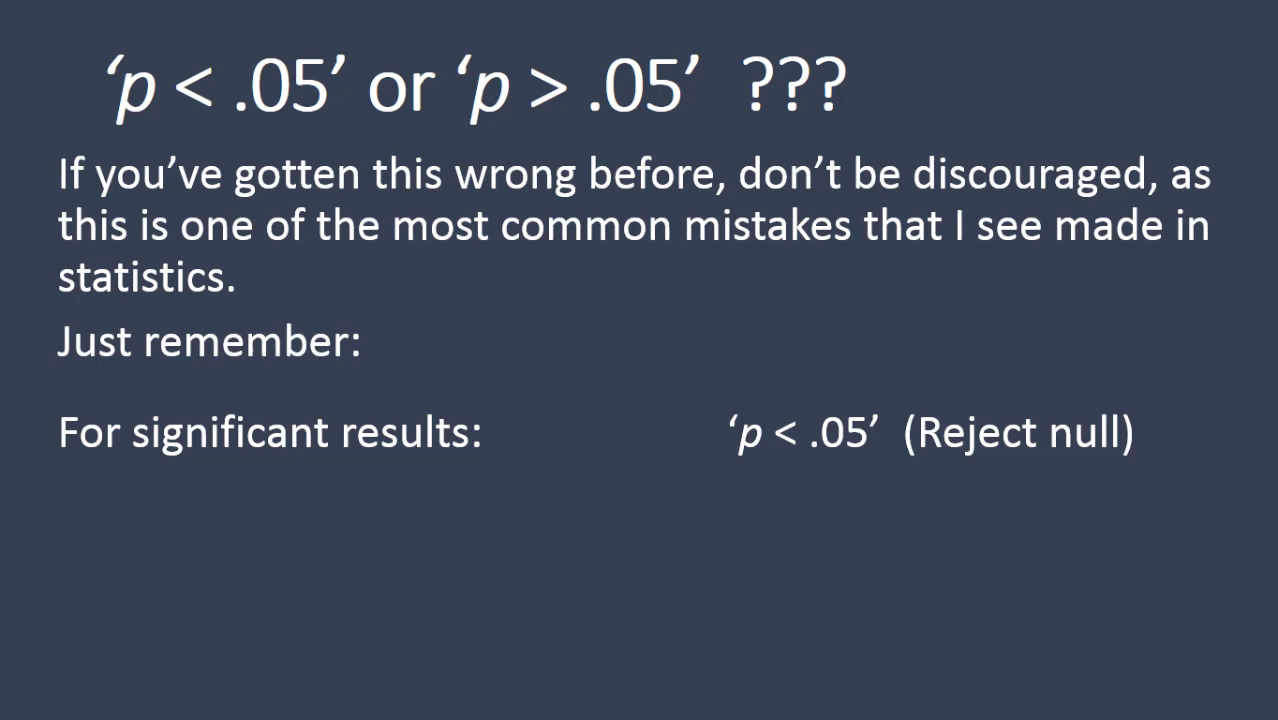 ‘p < .05’ or ‘p > .05’ ???
If you’ve gotten this wrong before, don’t be discouraged, as
this is one of the most common mistakes that I see made in
statistics.
Just remember:
For significant results: ‘p < .05’ (Reject null)